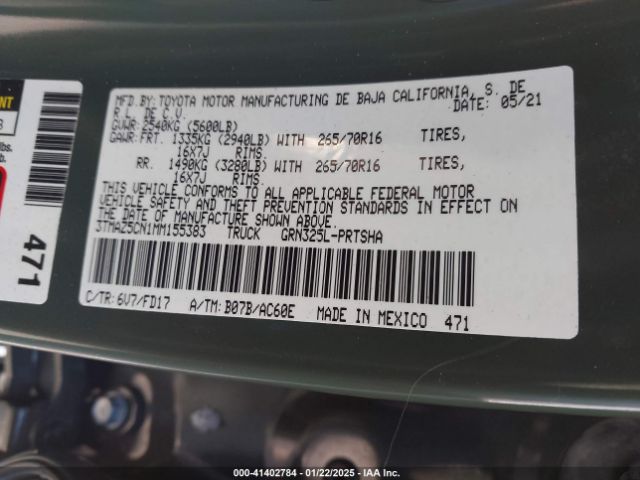 MFD. BY: TOYOTA MOTOR MANUFACTURING DE BAJA CALIFORNIA, S. DE
R.L. DE C.V. DATE: 05/21
GVWR: 2540KG (5600LB)
GAWR: FRT. 1335KG (2940LB) WITH 265/70R16 TIRES,
16X7J RIMS.
RR. 1490KG (3280LB) WITH 265/70R16 TIRES,
16X7J RIMS.
THIS VEHICLE CONFORMS TO ALL APPLICABLE FEDERAL MOTOR
VEHICLE SAFETY AND THEFT PREVENTION STANDARDS IN EFFECT ON
THE DATE OF MANUFACTURE SHOWN ABOVE.
3TMAZ5CN1MM155383 TRUCK GRN325L-PRTSHA
C/TR: 6V7/FD17 A/TM: B07B/AC60E MADE IN MEXICO 471
471
000-41402784 - 01/22/2025 - IAA Inc.